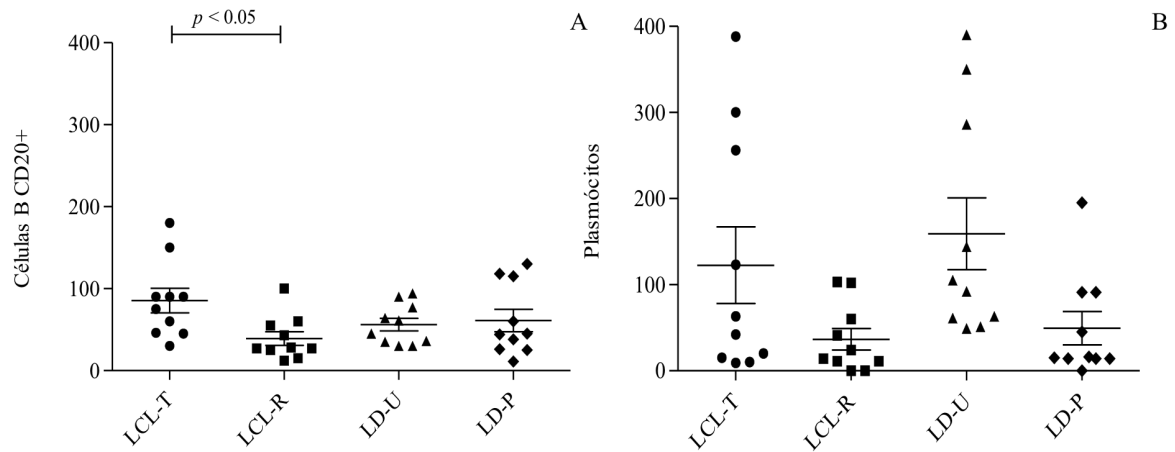 p < 0.05
A
Células B CD20+
400
300
200
100
0
LCL-T
LCL-R
LD-U
LD-P
B
Plasmócitos
400
300
200
100
0
LCL-T
LCL-R
LD-U
LD-P